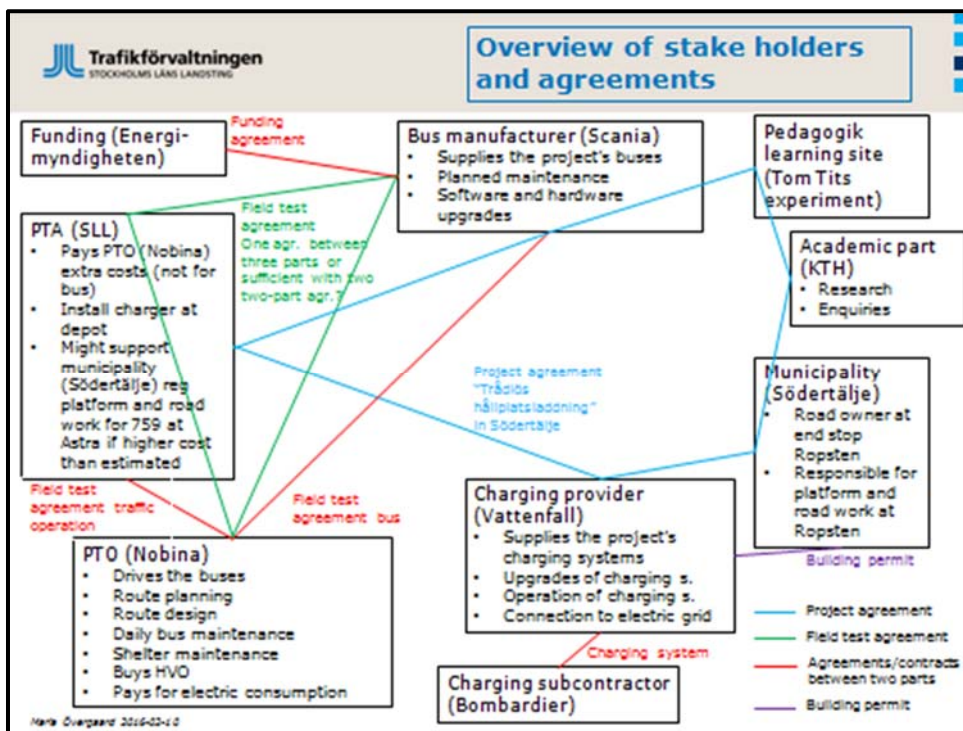 Trafikförvaltningen
STOCKHOLMS LÄNS LANDSTING
Overview of stake holders
and agreements
Funding (Energi-
myndigheten)
Funding
agreement
Bus manufacturer (Scania)
• Supplies the project's buses
• Planned maintenance
• Software and hardware
upgrades
Pedagogik
learning site
(Tom Tits
experiment)
PTA (SLL)
• Pays PTO (Nobina)
extra costs (not for
bus)
• Install charger at
depot
• Might support
municipality
(Södertälje) reg
platform and road
work for 759 at
Astra if higher cost
than estimated
Field test
agreement
One agr. between
three parts or
sufficient with two
two-part agr.?
Academic part
(KTH)
• Research
• Enquiries
Project agreement
"Trådlös
hållplatsladdning"
in Södertälje
Municipality
(Södertälje)
• Road owner at
end stop
Ropsten
• Responsible for
platform and
road work at
Ropsten
Field test
agreement traffic
operation
Field test
agreement bus
Charging provider
(Vattenfall)
• Supplies the project's
charging systems
• Upgrades of charging s.
• Operation of charging s.
• Connection to electric grid
Building permit
PTO (Nobina)
• Drives the buses
• Route planning
• Route design
• Daily bus maintenance
• Shelter maintenance
• Buys HVO
• Pays for electric consumption
Charging system
Charging subcontractor
(Bombardier)
Project agreement
Field test agreement
Agreements/contracts
between two parts
Building permit
Maria Övergaard 2016-02-10